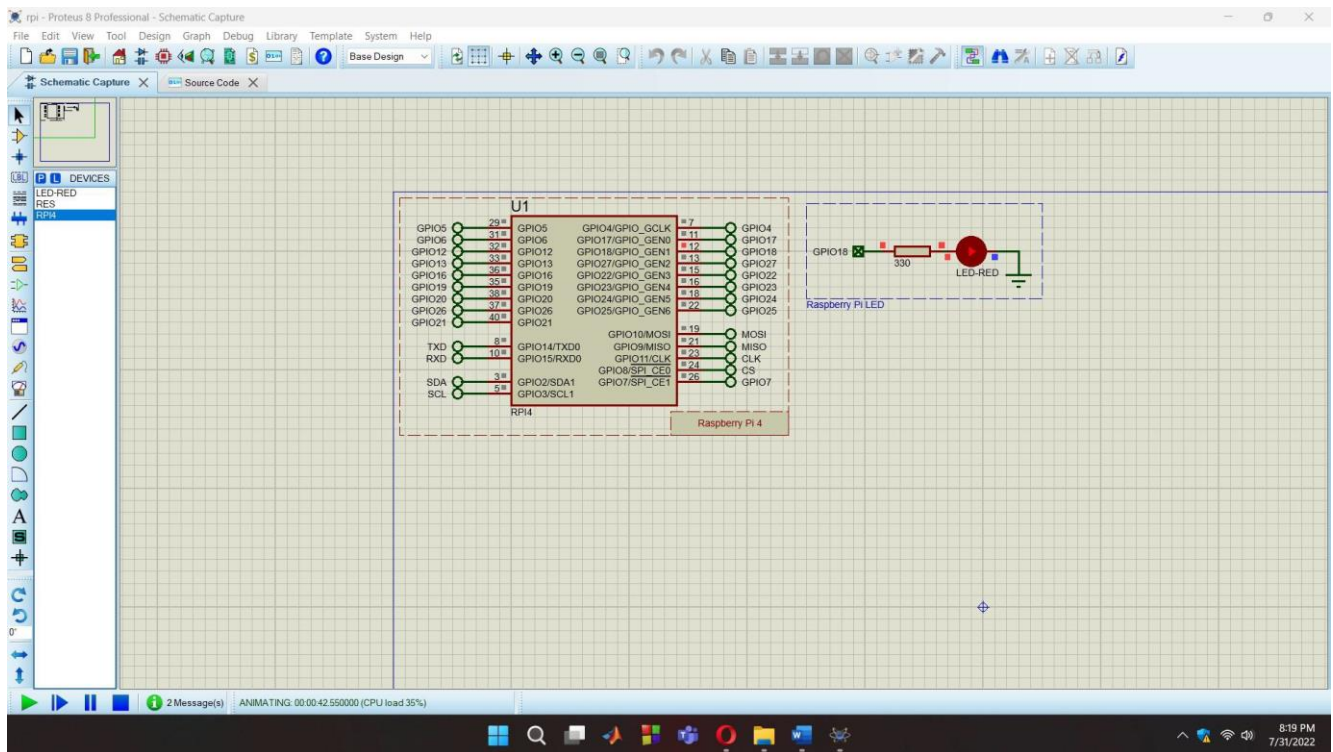 rpi - Proteus 8 Professional - Schematic Capture
File Edit View Tool Design Graph Debug Library Template System Help
Base Design
Schematic Capture
Source Code
P L DEVICES
LED-RED
RES
RPI4
LBL
A
S
0°
U1
GPIO5 29 GPIO5 GPIO4/GPIO_GCLK 7 GPIO4
GPIO6 31 GPIO6 GPIO17/GPIO_GEN0 11 GPIO17
GPIO12 32 GPIO12 GPIO18/GPIO_GEN1 12 GPIO18
GPIO13 33 GPIO13 GPIO27/GPIO_GEN2 13 GPIO27
GPIO16 36 GPIO16 GPIO22/GPIO_GEN3 15 GPIO22
GPIO19 35 GPIO19 GPIO23/GPIO_GEN4 16 GPIO23
GPIO20 38 GPIO20 GPIO24/GPIO_GEN5 18 GPIO24
GPIO26 37 GPIO26 GPIO25/GPIO_GEN6 22 GPIO25
GPIO21 40 GPIO21
GPIO10/MOSI 19 MOSI
TXD 8 GPIO14/TXD0 GPIO9/MISO 21 MISO
RXD 10 GPIO15/RXD0 GPIO11/CLK 23 CLK
GPIO8/SPI_CE0 24 CS
SDA 3 GPIO2/SDA1 GPIO7/SPI_CE1 26 GPIO7
SCL 5 GPIO3/SCL1
RPI4
Raspberry Pi 4
GPIO18
330
LED-RED
Raspberry Pi LED
2 Message(s) ANIMATING: 00:00:42.550000 (CPU load 35%)
8:19 PM
7/31/2022